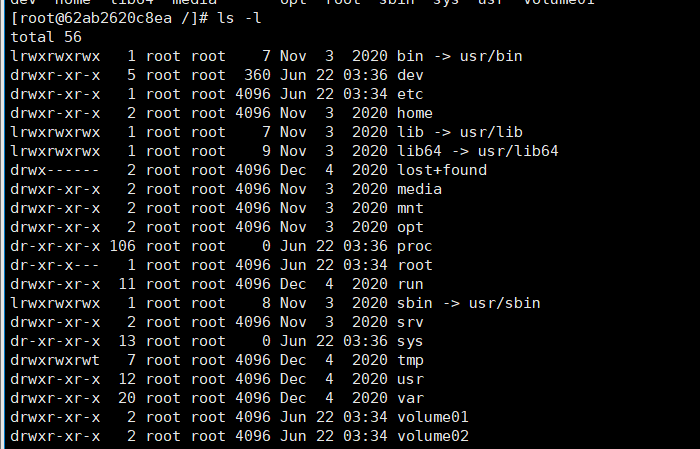 dev home lib64 media opt root sbin sys usr volume01
[root@62ab2620c8ea /]# ls -l
total 56
lrwxrwxrwx   1 root root    7 Nov  3  2020 bin -> usr/bin
drwxr-xr-x   5 root root  360 Jun 22 03:36 dev
drwxr-xr-x   1 root root 4096 Jun 22 03:34 etc
drwxr-xr-x   2 root root 4096 Nov  3  2020 home
lrwxrwxrwx   1 root root    7 Nov  3  2020 lib -> usr/lib
lrwxrwxrwx   1 root root    9 Nov  3  2020 lib64 -> usr/lib64
drwx------   2 root root 4096 Dec  4  2020 lost+found
drwxr-xr-x   2 root root 4096 Nov  3  2020 media
drwxr-xr-x   2 root root 4096 Nov  3  2020 mnt
drwxr-xr-x   2 root root 4096 Nov  3  2020 opt
dr-xr-xr-x 106 root root    0 Jun 22 03:36 proc
dr-xr-x---   1 root root 4096 Jun 22 03:34 root
drwxr-xr-x  11 root root 4096 Dec  4  2020 run
lrwxrwxrwx   1 root root    8 Nov  3  2020 sbin -> usr/sbin
drwxr-xr-x   2 root root 4096 Nov  3  2020 srv
dr-xr-xr-x  13 root root    0 Jun 22 03:36 sys
drwxrwxrwt   7 root root 4096 Dec  4  2020 tmp
drwxr-xr-x  12 root root 4096 Dec  4  2020 usr
drwxr-xr-x  20 root root 4096 Dec  4  2020 var
drwxr-xr-x   2 root root 4096 Jun 22 03:34 volume01
drwxr-xr-x   2 root root 4096 Jun 22 03:34 volume02